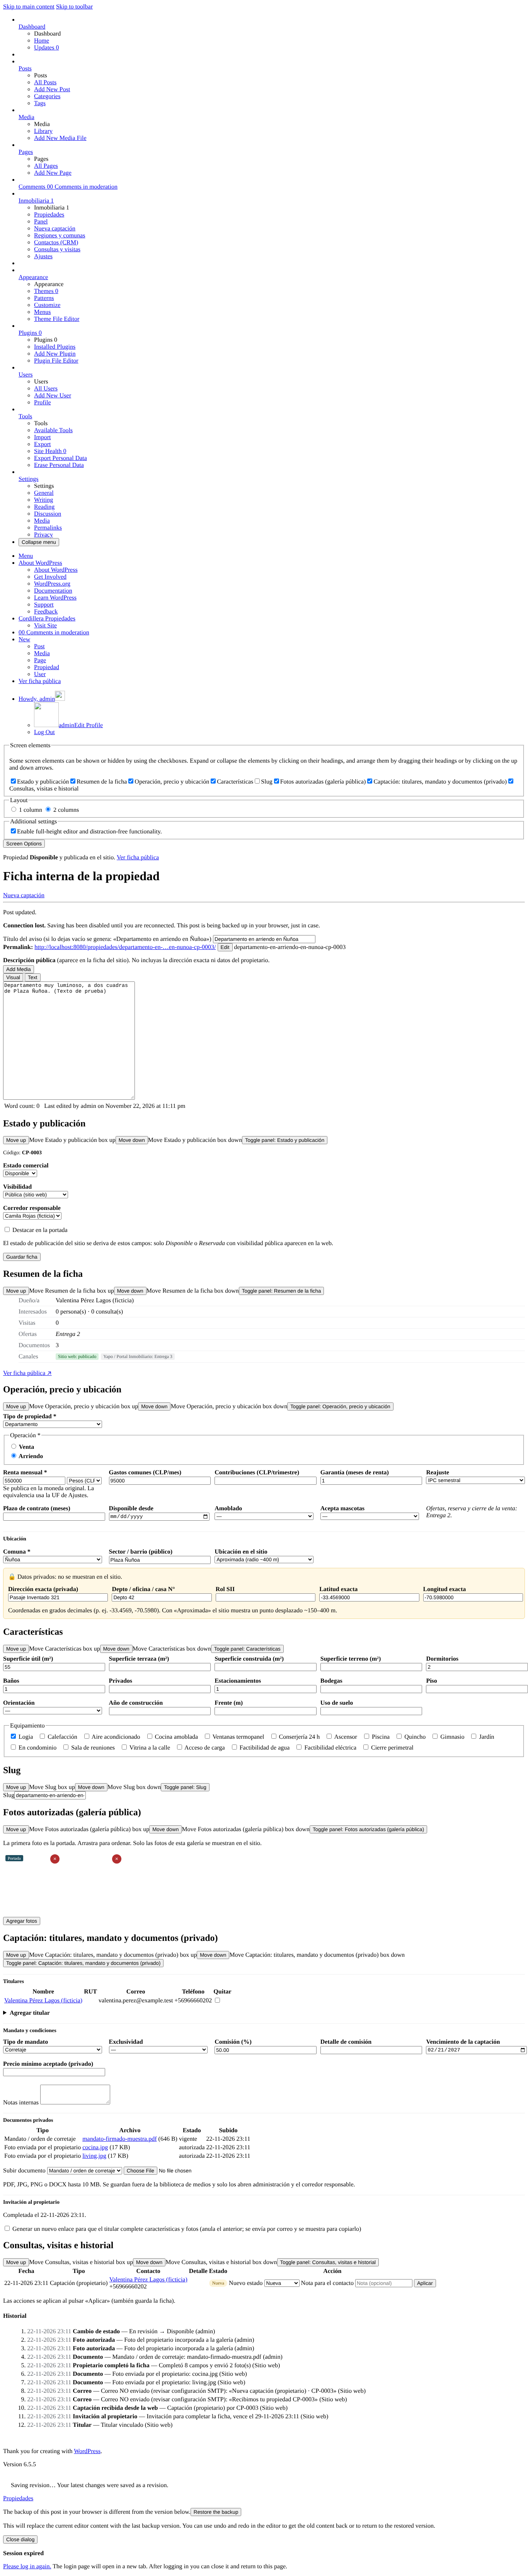 Skip to main content Skip to toolbar
Dashboard
Dashboard
Home
Updates 0
Posts
Posts
All Posts
Add New Post
Categories
Tags
Media
Media
Library
Add New Media File
Pages
Pages
All Pages
Add New Page
Comments 00 Comments in moderation
Inmobiliaria 1
Inmobiliaria 1
Propiedades
Panel
Nueva captación
Regiones y comunas
Contactos (CRM)
Consultas y visitas
Ajustes
Appearance
Appearance
Themes 0
Patterns
Customize
Menus
Theme File Editor
Plugins 0
Plugins 0
Installed Plugins
Add New Plugin
Plugin File Editor
Users
Users
All Users
Add New User
Profile
Tools
Tools
Available Tools
Import
Export
Site Health 0
Export Personal Data
Erase Personal Data
Settings
Settings
General
Writing
Reading
Discussion
Media
Permalinks
Privacy
Collapse menu
Menu
About WordPress
About WordPress
Get Involved
WordPress.org
Documentation
Learn WordPress
Support
Feedback
Cordillera Propiedades
Visit Site
00 Comments in moderation
New
Post
Media
Page
Propiedad
User
Ver ficha pública
Howdy, admin
adminEdit Profile
Log Out
Screen elements
Some screen elements can be shown or hidden by using the checkboxes. Expand or collapse the elements by clicking on their headings, and arrange them by dragging their headings or by clicking on the up and down arrows.
Estado y publicación Resumen de la ficha Operación, precio y ubicación Características Slug Fotos autorizadas (galería pública) Captación: titulares, mandato y documentos (privado)
Consultas, visitas e historial
Layout
1 column 2 columns
Additional settings
Enable full-height editor and distraction-free functionality.
Screen Options
Propiedad Disponible y publicada en el sitio. Ver ficha pública
Ficha interna de la propiedad
Nueva captación
Post updated.
Connection lost. Saving has been disabled until you are reconnected. This post is being backed up in your browser, just in case.
Título del aviso (si lo dejas vacío se genera: «Departamento en arriendo en Ñuñoa») Departamento en arriendo en Ñuñoa
Permalink: http://localhost:8080/propiedades/departamento-en-…en-nunoa-cp-0003/ Edit departamento-en-arriendo-en-nunoa-cp-0003
Descripción pública (aparece en la ficha del sitio). No incluyas la dirección exacta ni datos del propietario.
Add Media
Visual Text
Departamento muy luminoso, a dos cuadras
de Plaza Ñuñoa. (Texto de prueba)
Word count: 0 Last edited by admin on November 22, 2026 at 11:11 pm
Estado y publicación
Move up Move Estado y publicación box up Move down Move Estado y publicación box down Toggle panel: Estado y publicación
Código: CP-0003
Estado comercial
Disponible
Visibilidad
Pública (sitio web)
Corredor responsable
Camila Rojas (ficticia)
Destacar en la portada
El estado de publicación del sitio se deriva de estos campos: solo Disponible o Reservada con visibilidad pública aparecen en la web.
Guardar ficha
Resumen de la ficha
Move up Move Resumen de la ficha box up Move down Move Resumen de la ficha box down Toggle panel: Resumen de la ficha
Dueño/a Valentina Pérez Lagos (ficticia)
Interesados 0 persona(s) · 0 consulta(s)
Visitas 0
Ofertas Entrega 2
Documentos 3
Canales Sitio web: publicado Yapo / Portal Inmobiliario: Entrega 3
Ver ficha pública ↗
Operación, precio y ubicación
Move up Move Operación, precio y ubicación box up Move down Move Operación, precio y ubicación box down Toggle panel: Operación, precio y ubicación
Tipo de propiedad *
Departamento
Operación *
Venta
Arriendo
Renta mensual * Gastos comunes (CLP/mes) Contribuciones (CLP/trimestre) Garantía (meses de renta) Reajuste
550000 Pesos (CLP) 95000 1 IPC semestral
Se publica en la moneda original. La equivalencia usa la UF de Ajustes.
Plazo de contrato (meses) Disponible desde Amoblado Acepta mascotas Ofertas, reserva y cierre de la venta: Entrega 2.
mm/dd/yyyy — —
Ubicación
Comuna * Sector / barrio (público) Ubicación en el sitio
Ñuñoa Plaza Ñuñoa Aproximada (radio ~400 m)
Datos privados: no se muestran en el sitio.
Dirección exacta (privada) Depto / oficina / casa N° Rol SII Latitud exacta Longitud exacta
Pasaje Inventado 321 Depto 42 -33.4569000 -70.5980000
Coordenadas en grados decimales (p. ej. -33.4569, -70.5980). Con «Aproximada» el sitio muestra un punto desplazado ~150–400 m.
Características
Move up Move Características box up Move down Move Características box down Toggle panel: Características
Superficie útil (m²) Superficie terraza (m²) Superficie construida (m²) Superficie terreno (m²) Dormitorios
55 2
Baños Privados Estacionamientos Bodegas Piso
1 1
Orientación Año de construcción Frente (m) Uso de suelo
—
Equipamiento
Logia Calefacción Aire acondicionado Cocina amoblada Ventanas termopanel Conserjería 24 h Ascensor Piscina Quincho Gimnasio Jardín
En condominio Sala de reuniones Vitrina a la calle Acceso de carga Factibilidad de agua Factibilidad eléctrica Cierre perimetral
Slug
Move up Move Slug box up Move down Move Slug box down Toggle panel: Slug
Slug departamento-en-arriendo-en-
Fotos autorizadas (galería pública)
Move up Move Fotos autorizadas (galería pública) box up Move down Move Fotos autorizadas (galería pública) box down Toggle panel: Fotos autorizadas (galería pública)
La primera foto es la portada. Arrastra para ordenar. Solo las fotos de esta galería se muestran en el sitio.
Portada × ×
Agregar fotos
Captación: titulares, mandato y documentos (privado)
Move up Move Captación: titulares, mandato y documentos (privado) box up Move down Move Captación: titulares, mandato y documentos (privado) box down
Toggle panel: Captación: titulares, mandato y documentos (privado)
Titulares
Nombre RUT Correo Teléfono Quitar
Valentina Pérez Lagos (ficticia) valentina.perez@example.test +56966660202
Agregar titular
Mandato y condiciones
Tipo de mandato Exclusividad Comisión (%) Detalle de comisión Vencimiento de la captación
Corretaje — 50.00 02/21/2027
Precio mínimo aceptado (privado)
Notas internas
Documentos privados
Tipo Archivo Estado Subido
Mandato / orden de corretaje mandato-firmado-muestra.pdf (646 B) vigente 22-11-2026 23:11
Foto enviada por el propietario cocina.jpg (17 KB) autorizada 22-11-2026 23:11
Foto enviada por el propietario living.jpg (17 KB) autorizada 22-11-2026 23:11
Subir documento Mandato / orden de corretaje Choose File No file chosen
PDF, JPG, PNG o DOCX hasta 10 MB. Se guardan fuera de la biblioteca de medios y solo los abren administración y el corredor responsable.
Invitación al propietario
Completada el 22-11-2026 23:11.
Generar un nuevo enlace para que el titular complete características y fotos (anula el anterior; se envía por correo y se muestra para copiarlo)
Consultas, visitas e historial
Move up Move Consultas, visitas e historial box up Move down Move Consultas, visitas e historial box down Toggle panel: Consultas, visitas e historial
Fecha Tipo Contacto Detalle Estado Acción
22-11-2026 23:11 Captación (propietario) Valentina Pérez Lagos (ficticia) +56966660202 Nueva Nuevo estado Nueva Nota para el contacto Nota (opcional) Aplicar
Las acciones se aplican al pulsar «Aplicar» (también guarda la ficha).
Historial
1. 22-11-2026 23:11 Cambio de estado — En revisión → Disponible (admin)
2. 22-11-2026 23:11 Foto autorizada — Foto del propietario incorporada a la galería (admin)
3. 22-11-2026 23:11 Foto autorizada — Foto del propietario incorporada a la galería (admin)
4. 22-11-2026 23:11 Documento — Mandato / orden de corretaje: mandato-firmado-muestra.pdf (admin)
5. 22-11-2026 23:11 Propietario completó la ficha — Completó 8 campos y envió 2 foto(s) (Sitio web)
6. 22-11-2026 23:11 Documento — Foto enviada por el propietario: cocina.jpg (Sitio web)
7. 22-11-2026 23:11 Documento — Foto enviada por el propietario: living.jpg (Sitio web)
8. 22-11-2026 23:11 Correo — Correo NO enviado (revisar configuración SMTP): «Nueva captación (propietario) · CP-0003» (Sitio web)
9. 22-11-2026 23:11 Correo — Correo NO enviado (revisar configuración SMTP): «Recibimos tu propiedad CP-0003» (Sitio web)
10. 22-11-2026 23:11 Captación recibida desde la web — Captación (propietario) por CP-0003 (Sitio web)
11. 22-11-2026 23:11 Invitación al propietario — Invitación para completar la ficha, vence el 29-11-2026 23:11 (Sitio web)
12. 22-11-2026 23:11 Titular — Titular vinculado (Sitio web)
Thank you for creating with WordPress.
Version 6.5.5
Saving revision… Your latest changes were saved as a revision.
Propiedades
The backup of this post in your browser is different from the version below. Restore the backup
This will replace the current editor content with the last backup version. You can use undo and redo in the editor to get the old content back or to return to the restored version.
Close dialog
Session expired
Please log in again. The login page will open in a new tab. After logging in you can close it and return to this page.